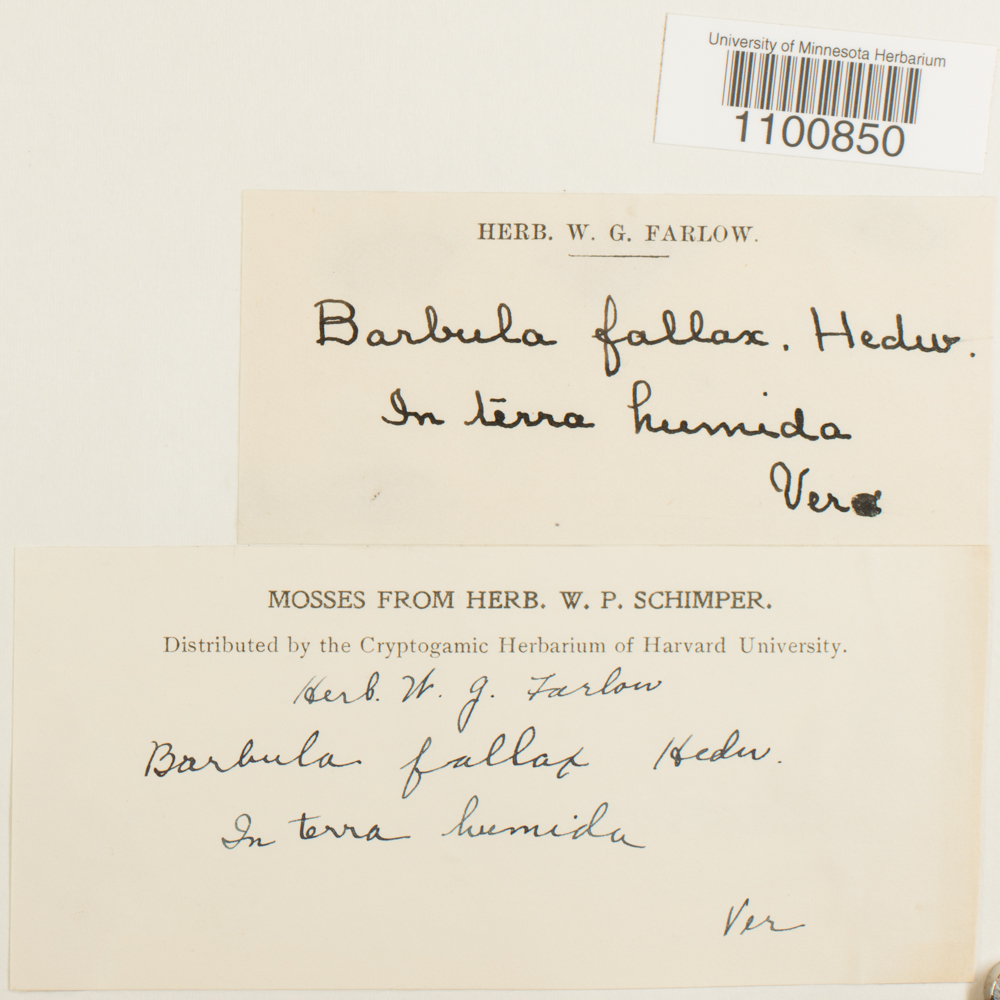 University of Minnesota Herbarium
1100850
HERB. W. G. FARLOW.
Barbula fallax. Hedw.
In terra humida
Ver
MOSSES FROM HERB. W. P. SCHIMPER.
Distributed by the Cryptogamic Herbarium of Harvard University.
Herb. W. G. Farlow
Barbula fallax Hedw.
In terra humida
Ver